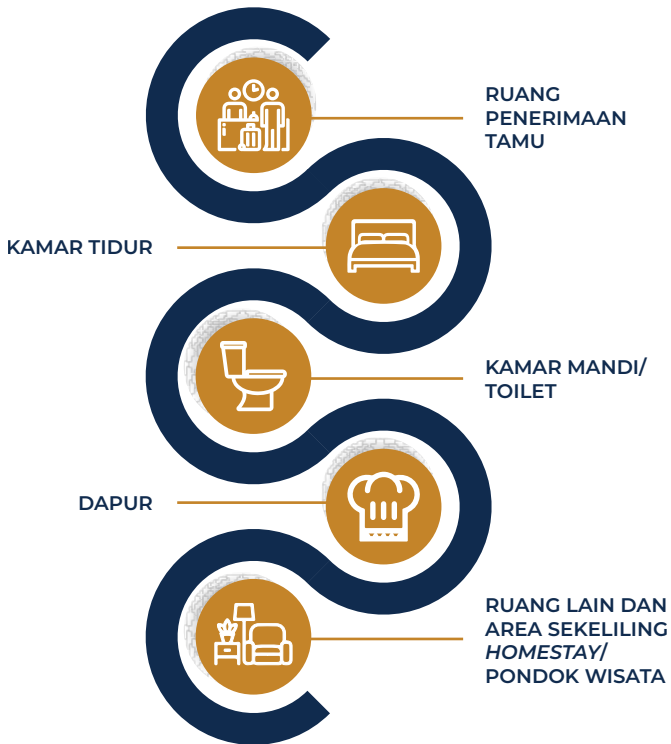 RUANG
PENERIMAAN
TAMU
KAMAR TIDUR
KAMAR MANDI/
TOILET
DAPUR
RUANG LAIN DAN
AREA SEKELILING
HOMESTAY/
PONDOK WISATA